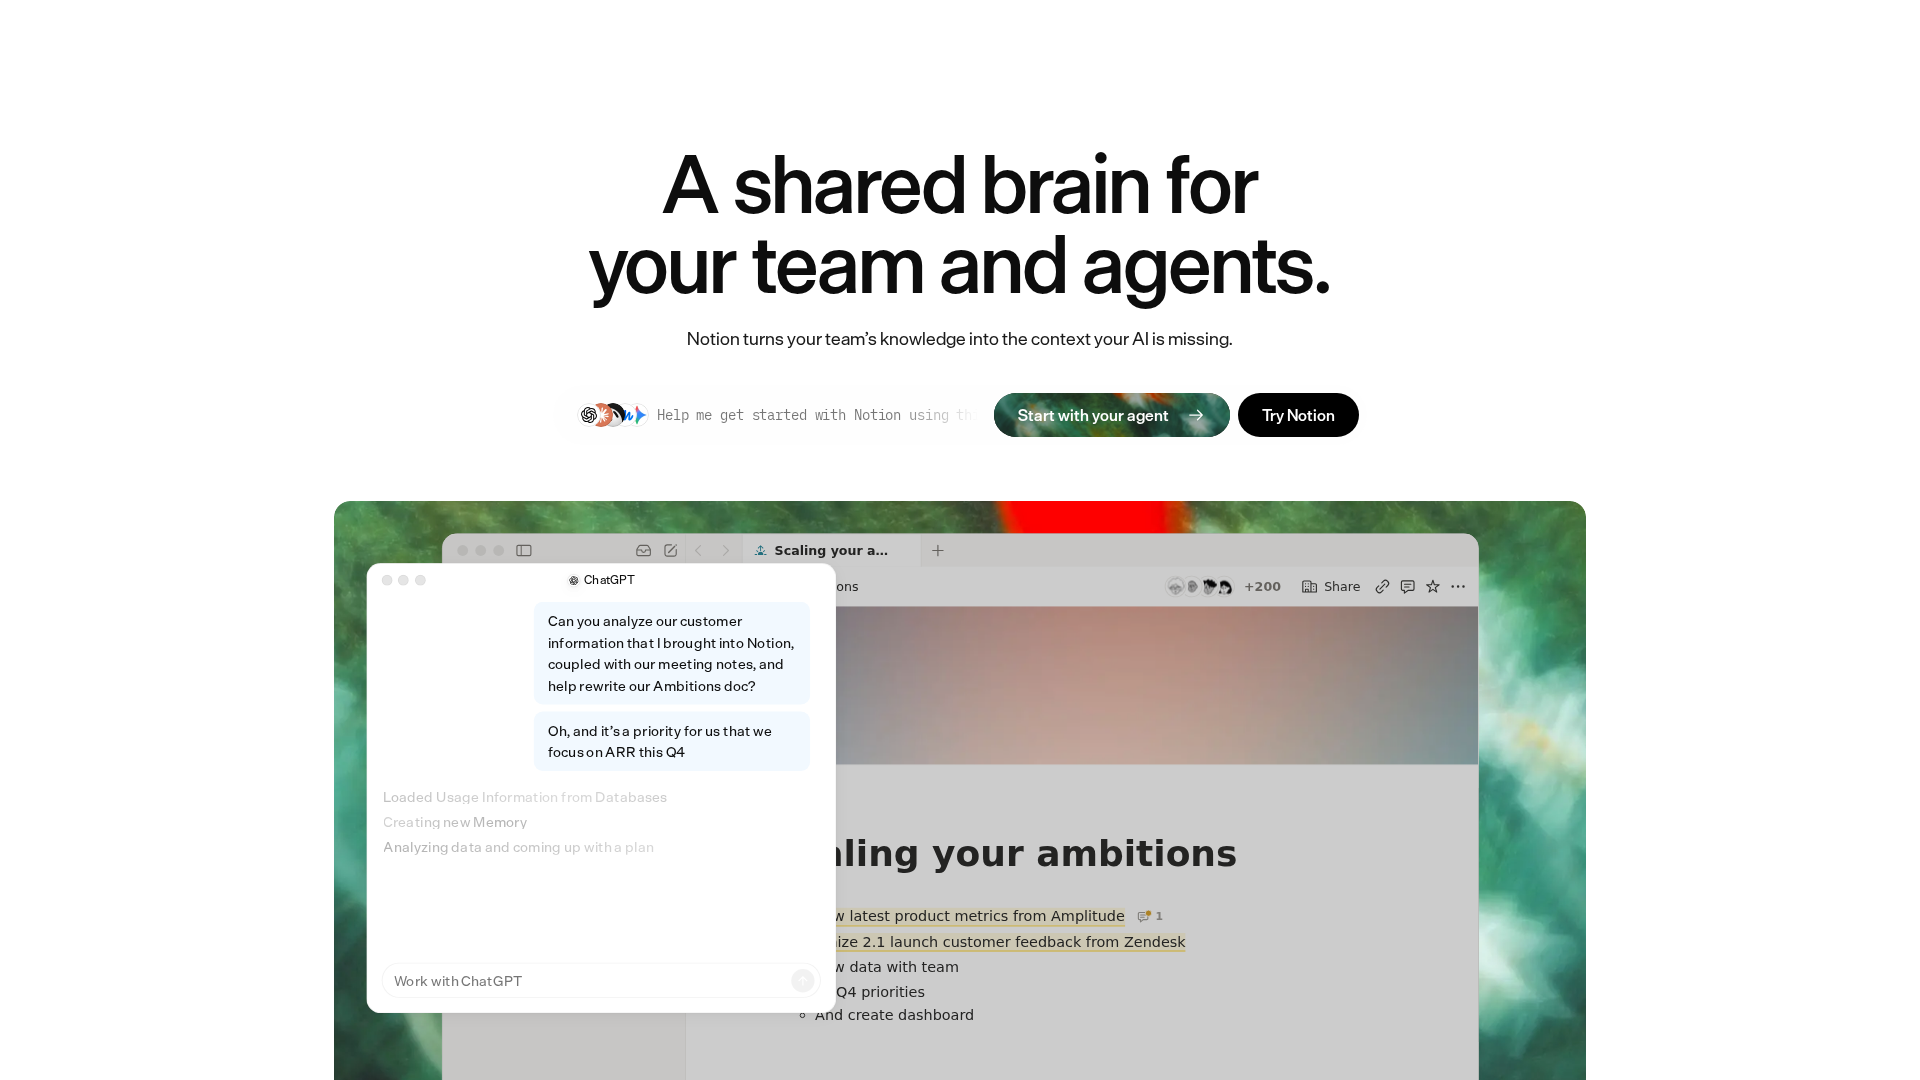 A shared brain for
your team and agents.
Notion turns your team’s knowledge into the context your AI is missing.
Help me get started with Notion using
Start with your agent →
Try Notion
Scaling your a...
+200
Share
ChatGPT
Can you analyze our customer
information that I brought into Notion,
coupled with our meeting notes, and
help rewrite our Ambitions doc?
Oh, and it’s a priority for us that we
focus on ARR this Q4
Loaded Usage Information from Databases
Creating new Memory
Analyzing data and coming up with a plan
Work with ChatGPT
your ambitions
latest product metrics from Amplitude
1
2.1 launch customer feedback from Zendesk
data with team
Q4 priorities
And create dashboard